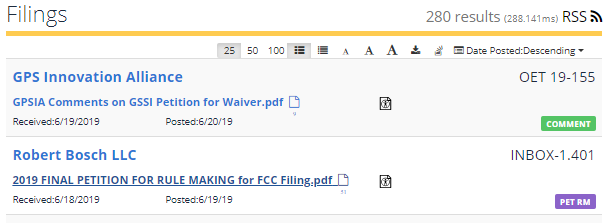 Filings
280 results (288.141ms) RSS
25 50 100 A A A A Date Posted:Descending
GPS Innovation Alliance OET 19-155
GPSIA Comments on GSSI Petition for Waiver.pdf
Received:6/19/2019 Posted:6/20/19 COMMENT
Robert Bosch LLC INBOX-1.401
2019 FINAL PETITION FOR RULE MAKING for FCC Filing.pdf
Received:6/18/2019 Posted:6/19/19 PET RM